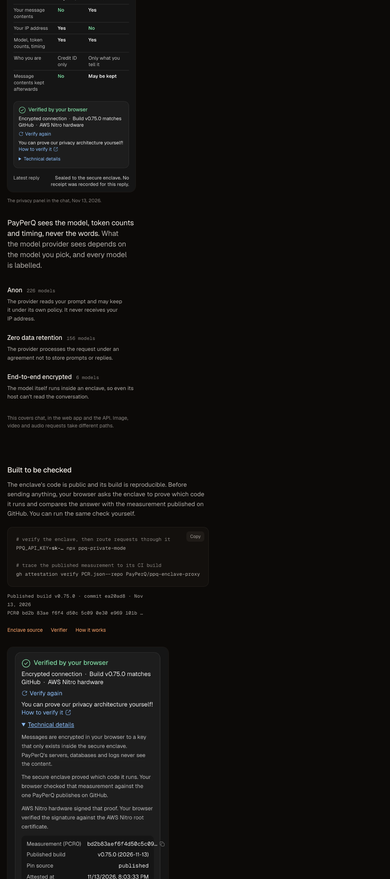 Your message contents No Yes
Your IP address Yes No
Model, token counts, timing Yes Yes
Who you are Credit ID only Only what you tell it
Message contents kept afterwards No May be kept
Verified by your browser
Encrypted connection · Build v0.75.0 matches
GitHub · AWS Nitro hardware
Verify again
You can prove our privacy architecture yourself!
How to verify it
Technical details
Latest reply Sealed to the secure enclave. No receipt was recorded for this reply.
The privacy panel in the chat, Nov 13, 2026.
PayPerQ sees the model, token counts
and timing, never the words. What
the model provider sees depends on
the model you pick, and every model
is labelled.
Anon 226 models
The provider reads your prompt and may keep
it under its own policy. It never receives your
IP address.
Zero data retention 156 models
The provider processes the request under an
agreement not to store prompts or replies.
End-to-end encrypted 6 models
The model itself runs inside an enclave, so even its
host can't read the conversation.
This covers chat, in the web app and the API. Image,
video and audio requests take different paths.
Built to be checked
The enclave's code is public and its build is reproducible. Before
sending anything, your browser asks the enclave to prove which code
it runs and compares the answer with the measurement published on
GitHub. You can run the same check yourself.
Copy
# verify the enclave, then route requests through it
PPQ_API_KEY=sk-… npx ppq-private-mode
# trace the published measurement to its CI build
gh attestation verify PCR.json --repo PayPerQ/ppq-enclave-proxy
Published build v0.75.0 · commit · Nov
13, 2026
PCR0 bd2b 83ae f6f4 d50c 5c09
Enclave source Verifier How it works
Verified by your browser
Encrypted connection · Build v0.75.0 matches
GitHub · AWS Nitro hardware
Verify again
You can prove our privacy architecture yourself!
How to verify it
Technical details
Messages are encrypted in your browser to a key
that only exists inside the secure enclave.
PayPerQ's servers, databases and logs never see
the content.
The secure enclave proved which code it runs. Your
browser checked that measurement against the
one PayPerQ publishes on GitHub.
AWS Nitro hardware signed that proof. Your browser
verified the signature against the AWS root
certificate.
Measurement (PCR0) bd2b83aef6f4d50c5c09…
Published build v0.75.0 (2026-11-13)
Pin source published
Attested at 11/13/2026, 8:03:33 PM